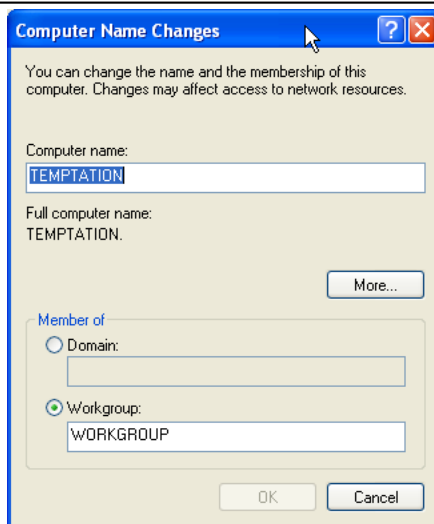 Computer Name Changes
You can change the name and the membership of this
computer. Changes may affect access to network resources.
Computer name:
TEMPTATION
Full computer name:
TEMPTATION.
More...
Member of
Domain:
Workgroup:
WORKGROUP
OK Cancel